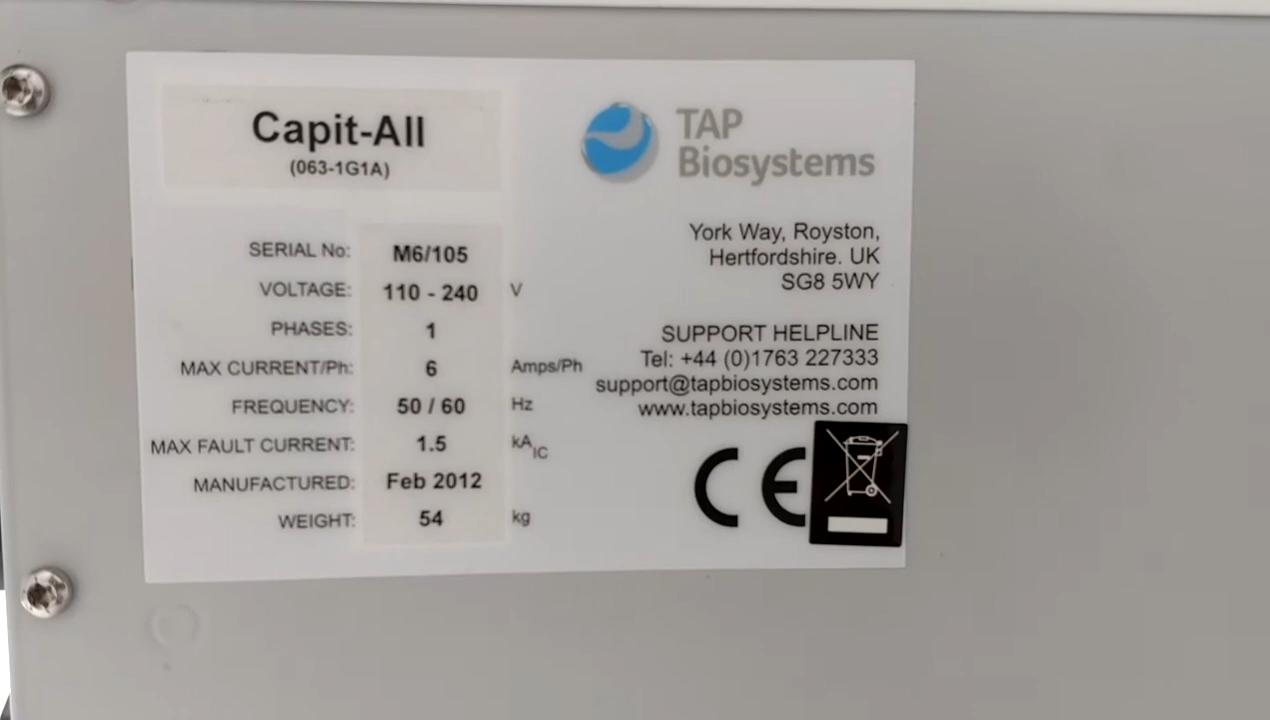 Capit-All
(063-1G1A)
TAP
Biosystems
SERIAL No: M6/105
VOLTAGE: 110 - 240 V
PHASES: 1
MAX CURRENT/Ph: 6 Amps/Ph
FREQUENCY: 50 / 60 Hz
MAX FAULT CURRENT: 1.5 kA IC
MANUFACTURED: Feb 2012
WEIGHT: 54 kg
York Way, Royston,
Hertfordshire. UK
SG8 5WY
SUPPORT HELPLINE
Tel: +44 (0)1763 227333
support@tapbiosystems.com
www.tapbiosystems.com
CE